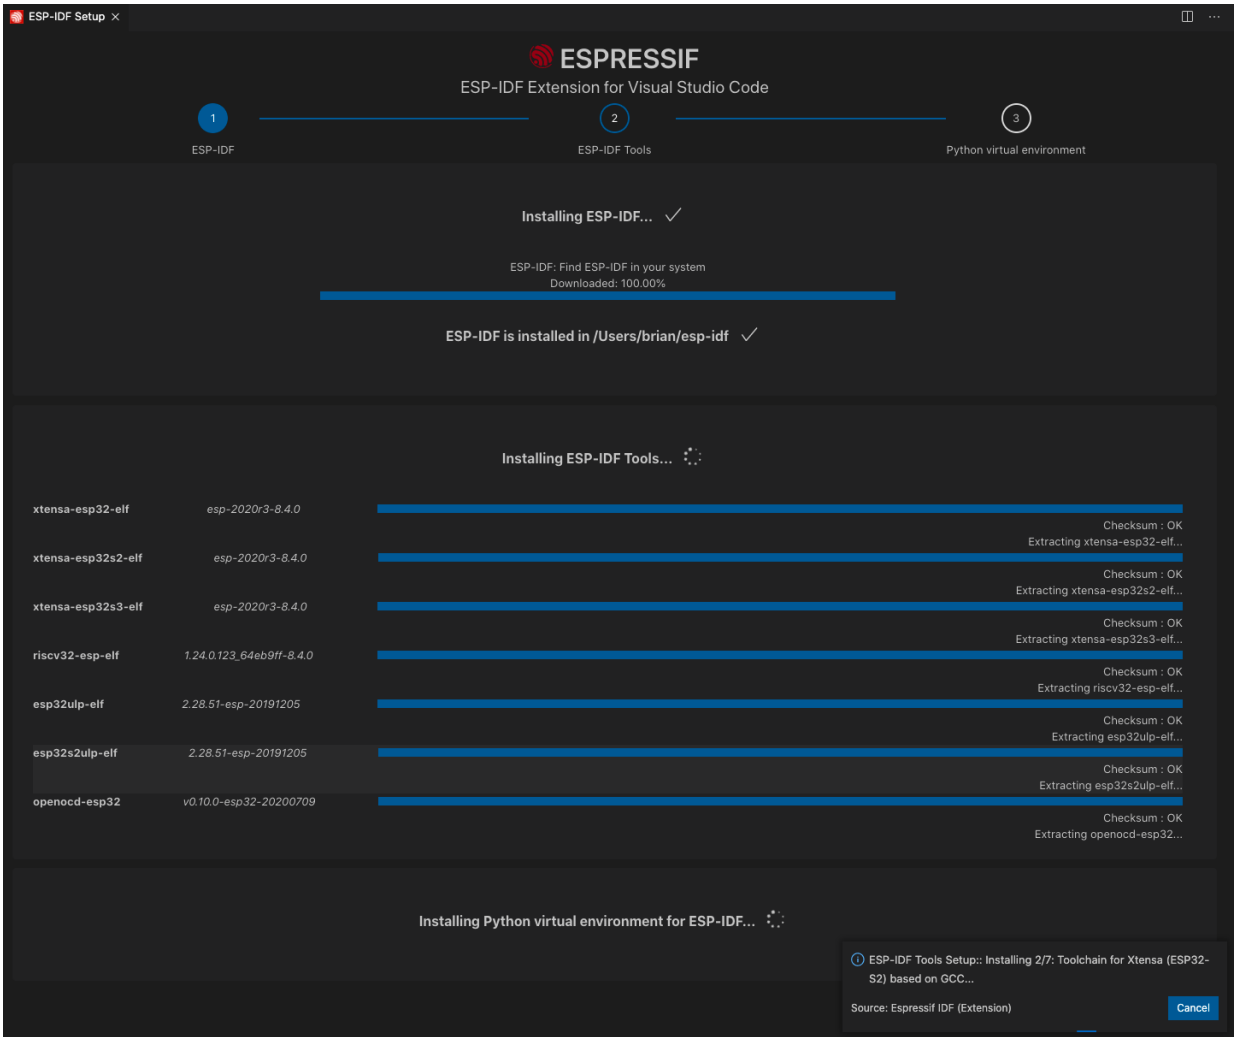 ESP-IDF Setup
ESPRESSIF
ESP-IDF Extension for Visual Studio Code
1
2
3
ESP-IDF
ESP-IDF Tools
Python virtual environment
Installing ESP-IDF...
ESP-IDF: Find ESP-IDF in your system
Downloaded: 100.00%
ESP-IDF is installed in /Users/brian/esp-idf
Installing ESP-IDF Tools...
xtensa-esp32-elf esp-2020r3-8.4.0
Checksum : OK
Extracting xtensa-esp32-elf...
xtensa-esp32s2-elf esp-2020r3-8.4.0
Checksum : OK
Extracting xtensa-esp32s2-elf...
xtensa-esp32s3-elf esp-2020r3-8.4.0
Checksum : OK
Extracting xtensa-esp32s3-elf...
riscv32-esp-elf 1.24.0.123_64eb9ff-8.4.0
Checksum : OK
Extracting riscv32-esp-elf...
esp32ulp-elf 2.28.51-esp-20191205
Checksum : OK
Extracting esp32ulp-elf...
esp32s2ulp-elf 2.28.51-esp-20191205
Checksum : OK
Extracting esp32s2ulp-elf...
openocd-esp32 v0.10.0-esp32-20200709
Checksum : OK
Extracting openocd-esp32...
Installing Python virtual environment for ESP-IDF...
ESP-IDF Tools Setup:: Installing 2/7: Toolchain for Xtensa (ESP32-
S2) based on GCC...
Source: Espressif IDF (Extension)
Cancel